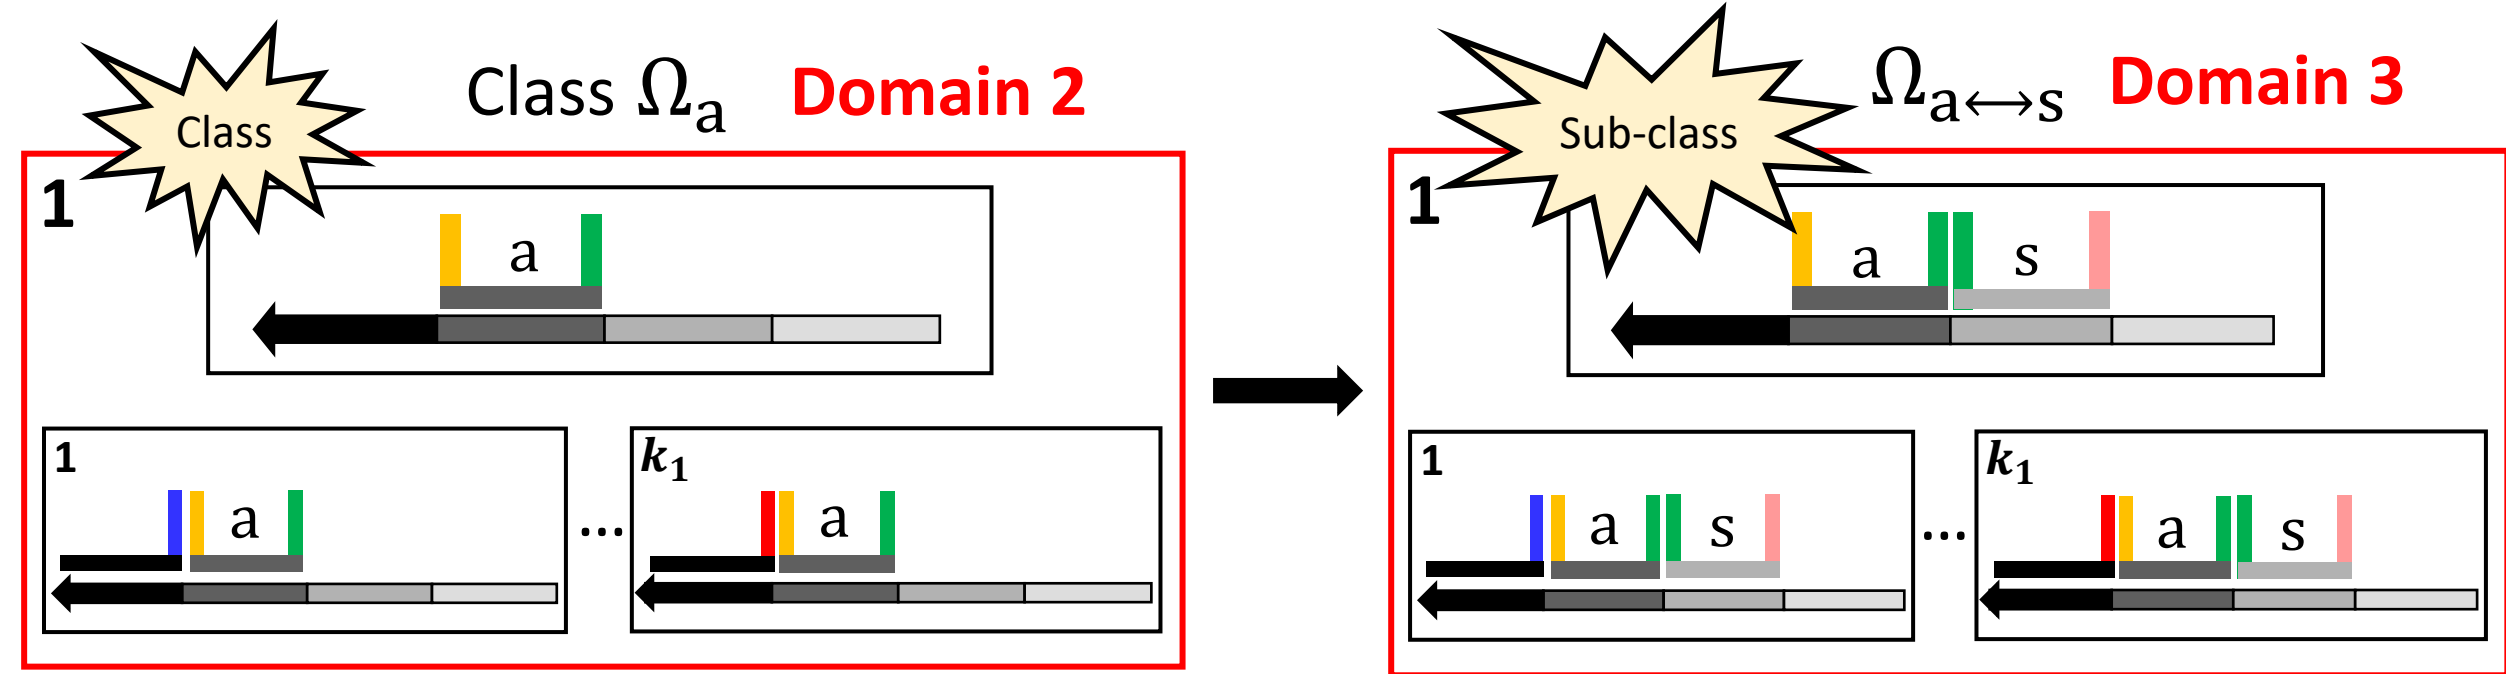 Class
Class Ωa Domain 2
1
a
1
a
...
k1
a
Sub-class
Ωa↔s Domain 3
1
a s
1
a s
...
k1
a s